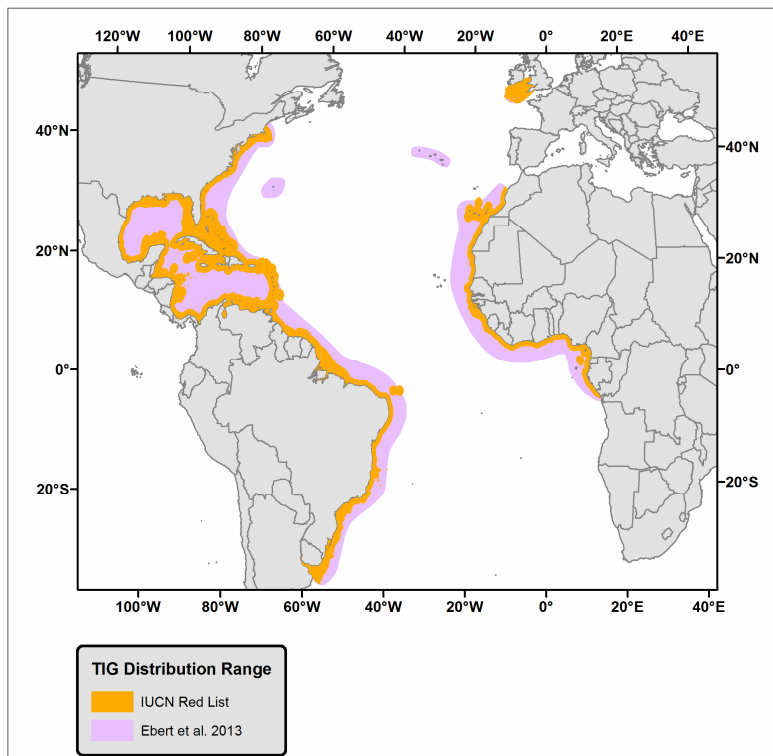 120°W 100°W 80°W 60°W 40°W 20°W 0° 20°E 40°E
40°N 40°N
20°N 20°N
0° 0°
20°S 20°S
100°W 80°W 60°W 40°W 20°W 0° 20°E 40°E
TIG Distribution Range
IUCN Red List
Ebert et al. 2013